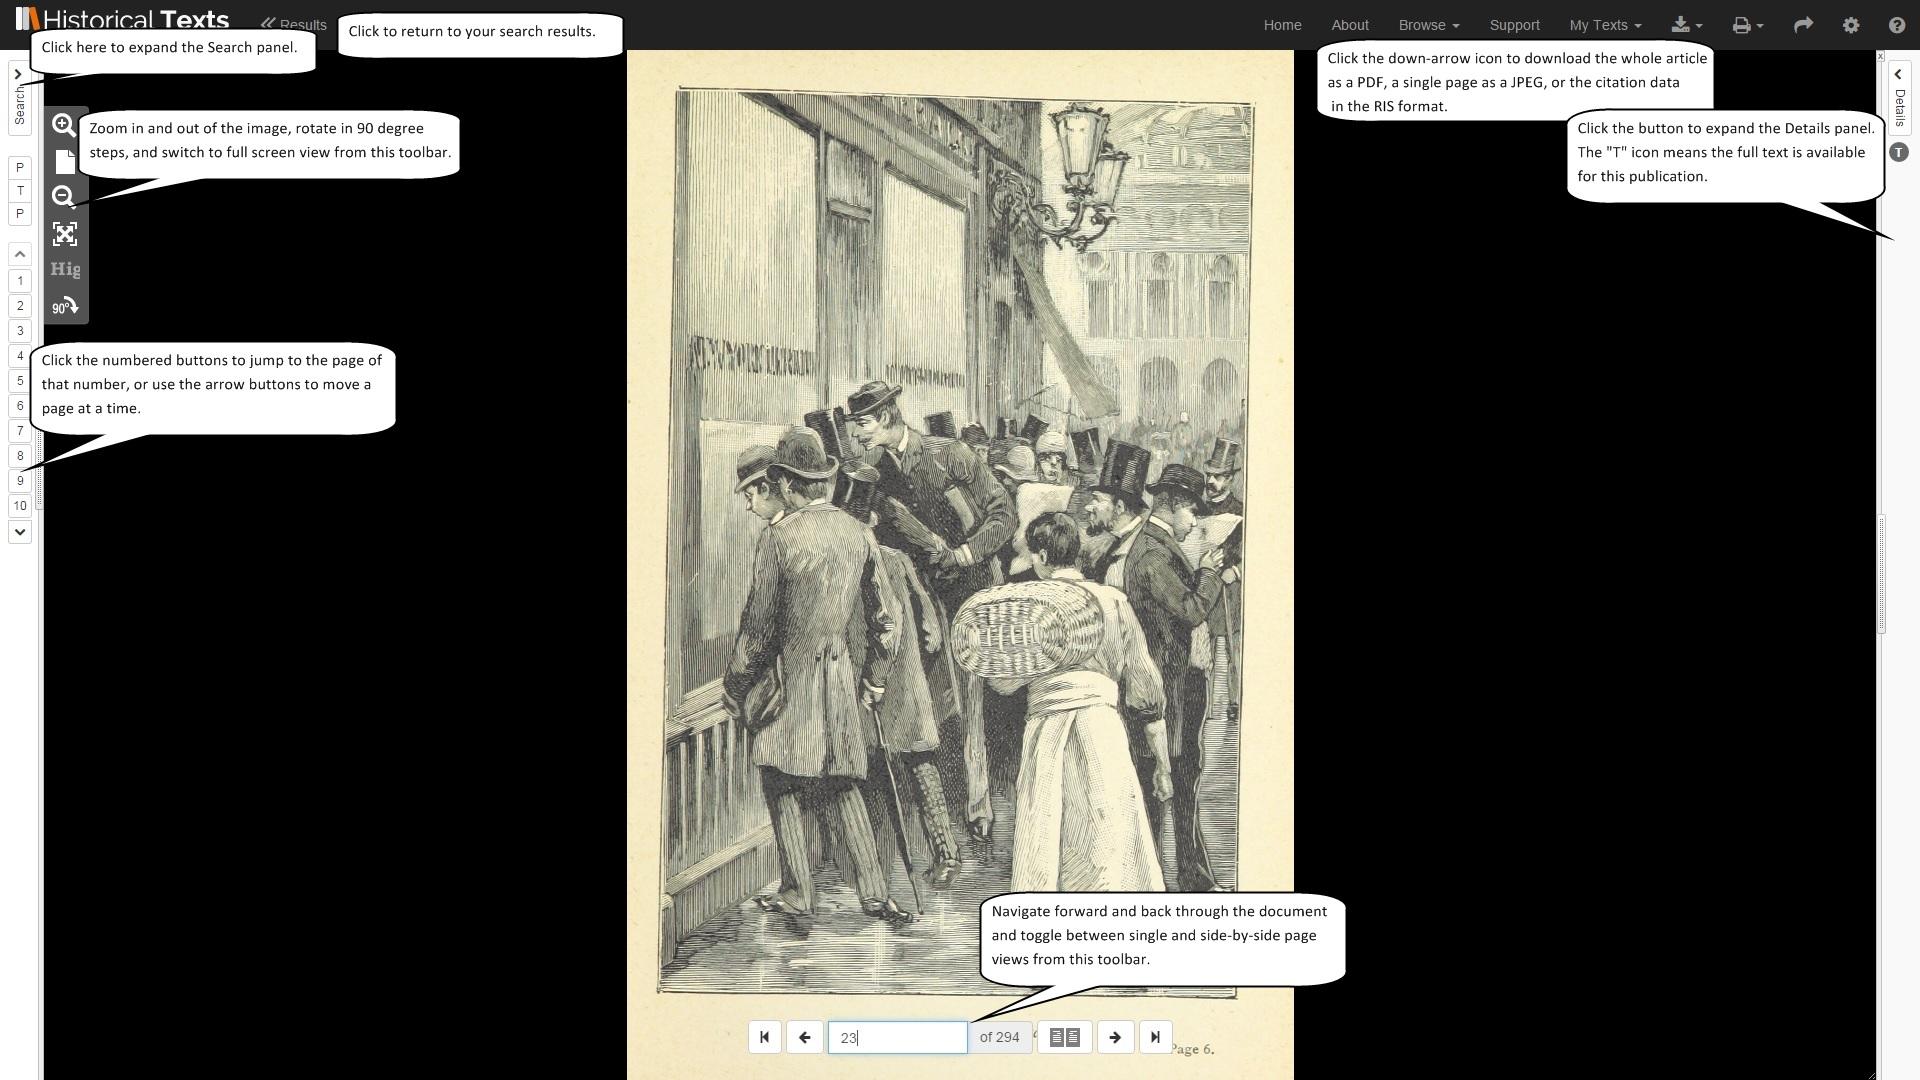 Historical Texts
Results
Home
About
Browse
Support
My Texts
Click here to expand the Search panel.
Click to return to your search results.
Click the down-arrow icon to download the whole article
as a PDF, a single page as a JPEG, or the citation data
in the RIS format.
Search
Details
T
Zoom in and out of the image, rotate in 90 degree
steps, and switch to full screen view from this toolbar.
Click the button to expand the Details panel.
The "T" icon means the full text is available
for this publication.
P
T
P
Hig
90°
1
2
3
4
5
6
7
8
9
10
Click the numbered buttons to jump to the page of
that number, or use the arrow buttons to move a
page at a time.
Navigate forward and back through the document
and toggle between single and side-by-side page
views from this toolbar.
23
of 294
Page 6.